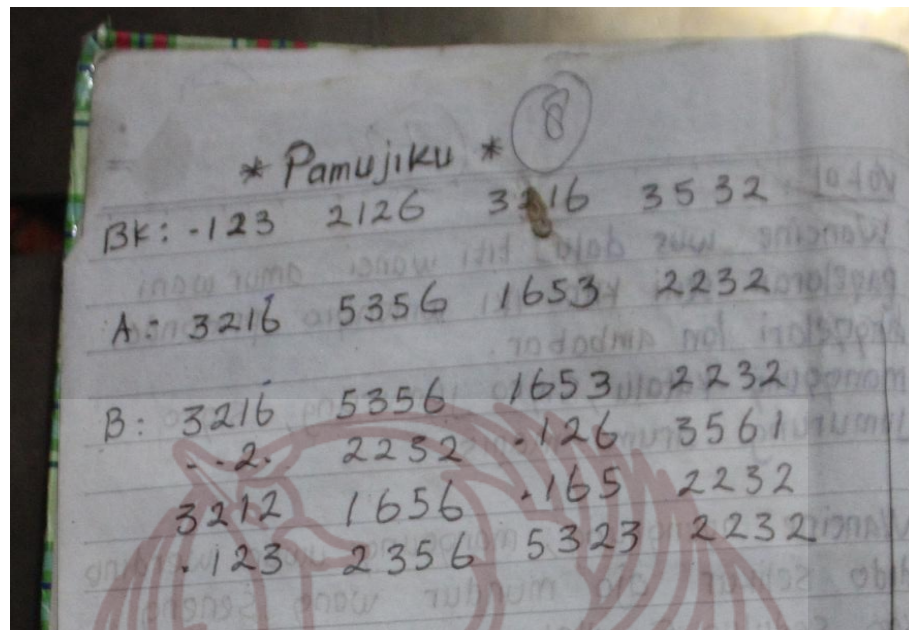 * Pamujiku * 8
BK: -123 2126 3216 3532
A: 3216 5356 1653 2232
B: 3216 5356 1653 2232
--2. 2232 .126 3561
3212 1656 .165 2232
.123 2356 5323 2232